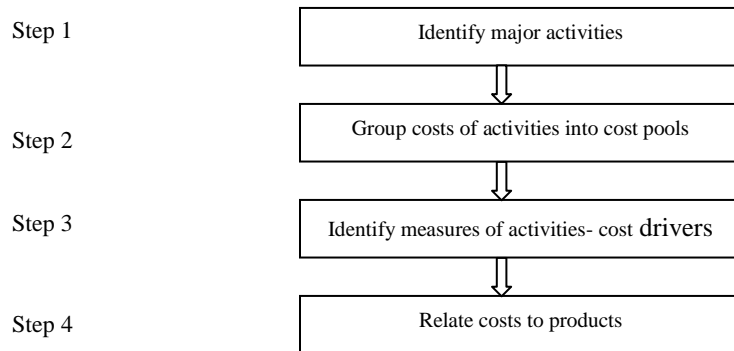 Step 1
Identify major activities
Step 2
Group costs of activities into cost pools
Step 3
Identify measures of activities- cost drivers
Step 4
Relate costs to products